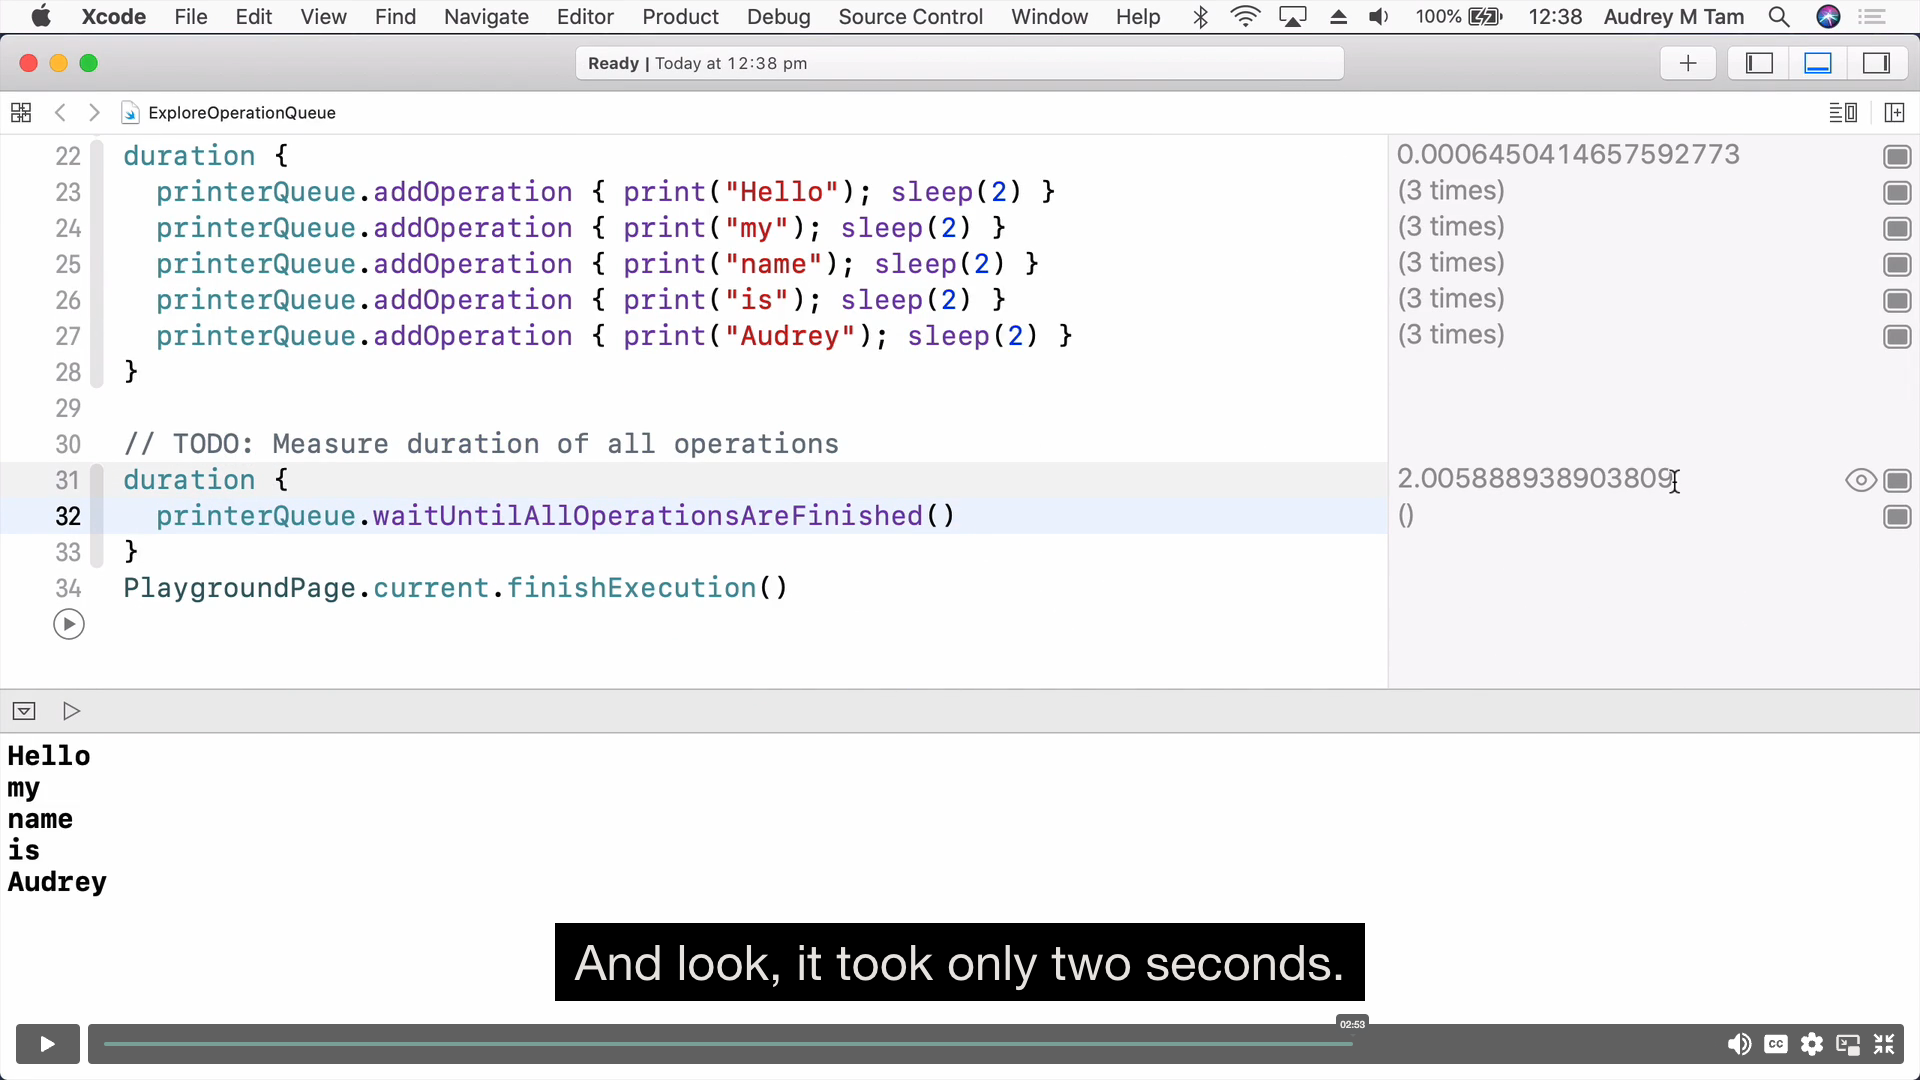 Xcode File Edit View Find Navigate Editor Product Debug Source Control Window Help 100% 12:38 Audrey M Tam
Ready | Today at 12:38 pm
ExploreOperationQueue
22 duration { 0.0006450414657592773
23 printerQueue.addOperation { print("Hello"); sleep(2) } (3 times)
24 printerQueue.addOperation { print("my"); sleep(2) } (3 times)
25 printerQueue.addOperation { print("name"); sleep(2) } (3 times)
26 printerQueue.addOperation { print("is"); sleep(2) } (3 times)
27 printerQueue.addOperation { print("Audrey"); sleep(2) } (3 times)
28 }
29
30 // TODO: Measure duration of all operations
31 duration { 2.005888938903809
32 printerQueue.waitUntilAllOperationsAreFinished() ()
33 }
34 PlaygroundPage.current.finishExecution()
Hello
my
name
is
Audrey
And look, it took only two seconds.
02:53
CC